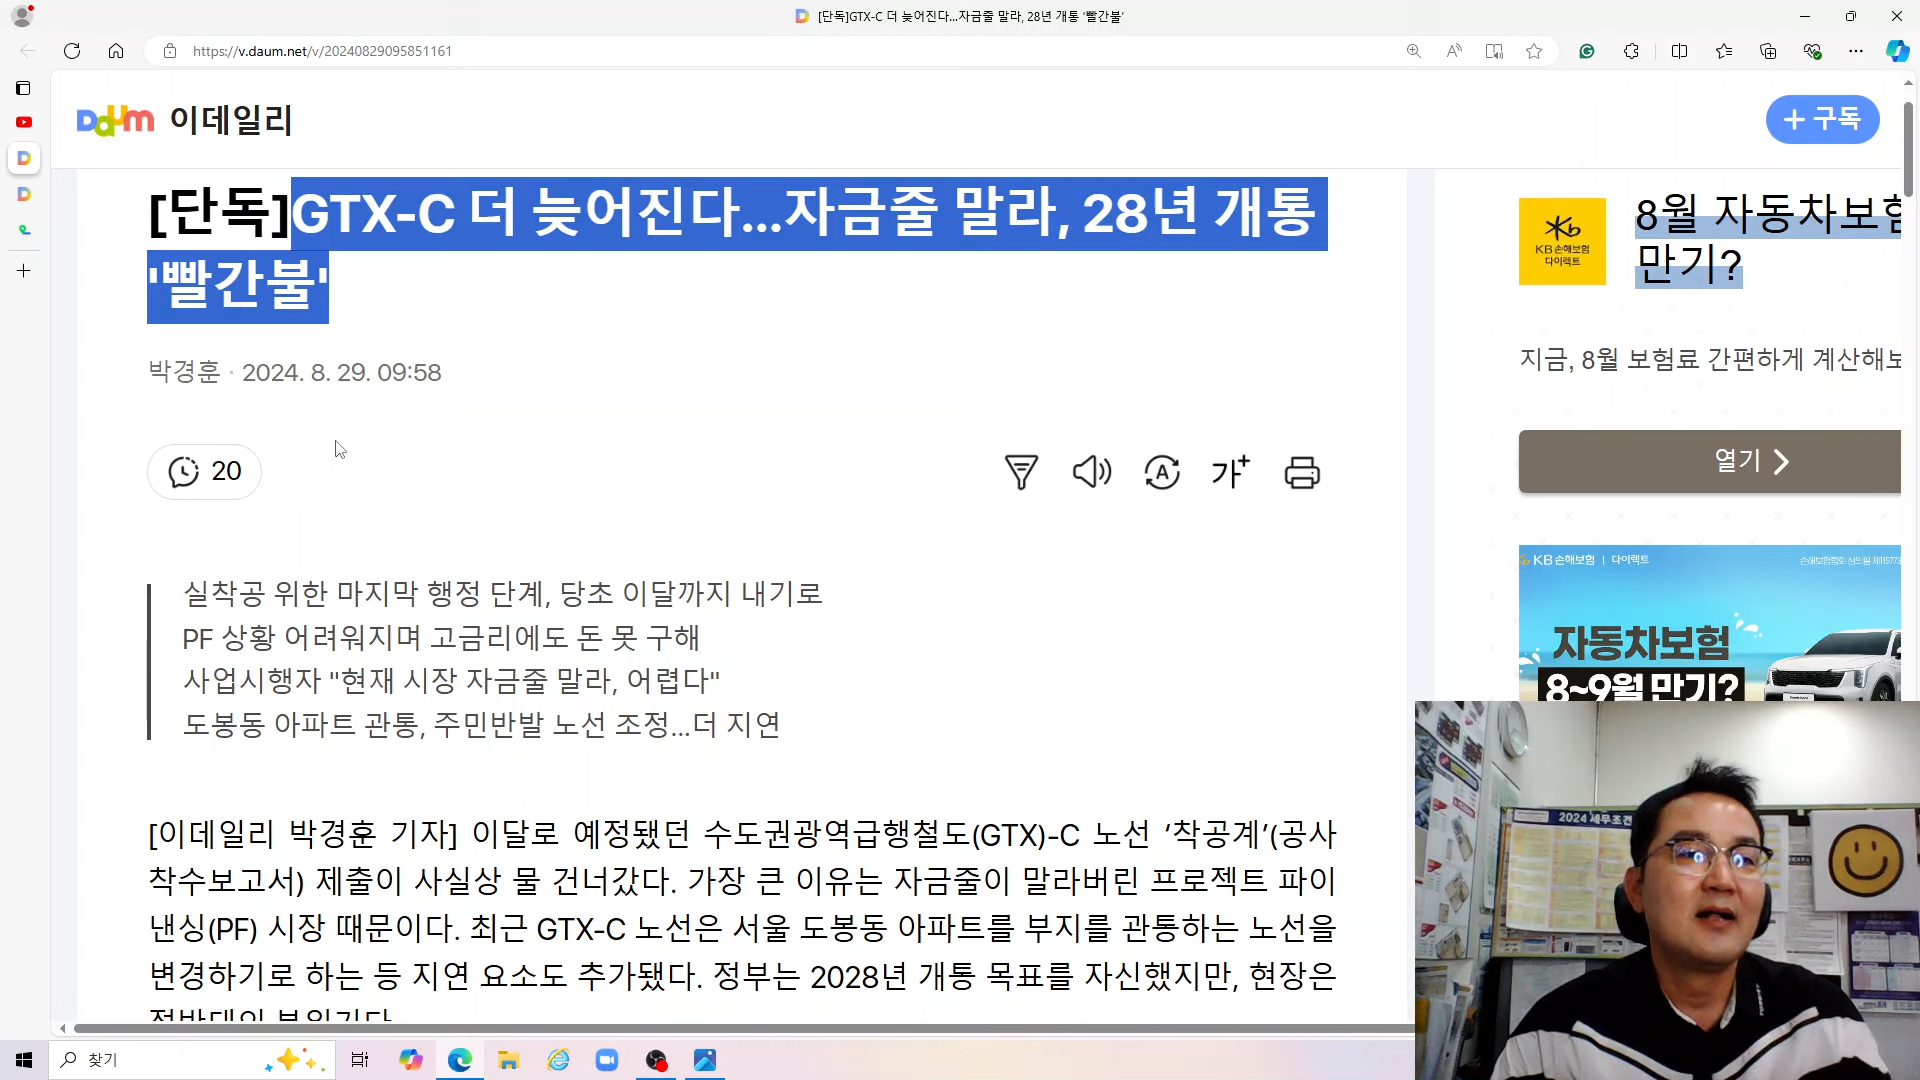 [단독]GTX-C 더 늦어진다...자금줄 말라, 28년 개통 '빨간불'
https://v.daum.net/v/20240829095851161
Daum 이데일리
+ 구독
[단독]GTX-C 더 늦어진다...자금줄 말라, 28년 개통
'빨간불'
박경훈 · 2024. 8. 29. 09:58
20
가+
실착공 위한 마지막 행정 단계, 당초 이달까지 내기로
PF 상황 어려워지며 고금리에도 돈 못 구해
사업시행자 "현재 시장 자금줄 말라, 어렵다"
도봉동 아파트 관통, 주민반발 노선 조정...더 지연
[이데일리 박경훈 기자] 이달로 예정됐던 수도권광역급행철도(GTX)-C 노선 ‘착공계’(공사
착수보고서) 제출이 사실상 물 건너갔다. 가장 큰 이유는 자금줄이 말라버린 프로젝트 파이
낸싱(PF) 시장 때문이다. 최근 GTX-C 노선은 서울 도봉동 아파트를 부지를 관통하는 노선을
변경하기로 하는 등 지연 요소도 추가됐다. 정부는 2028년 개통 목표를 자신했지만, 현장은
8월 자동차보험
만기?
KB손해보험
다이렉트
지금, 8월 보험료 간편하게 계산해보
열기
KB손해보험 | 다이렉트
자동차보험
8~9월 만기?
2024 세무조견
찾기